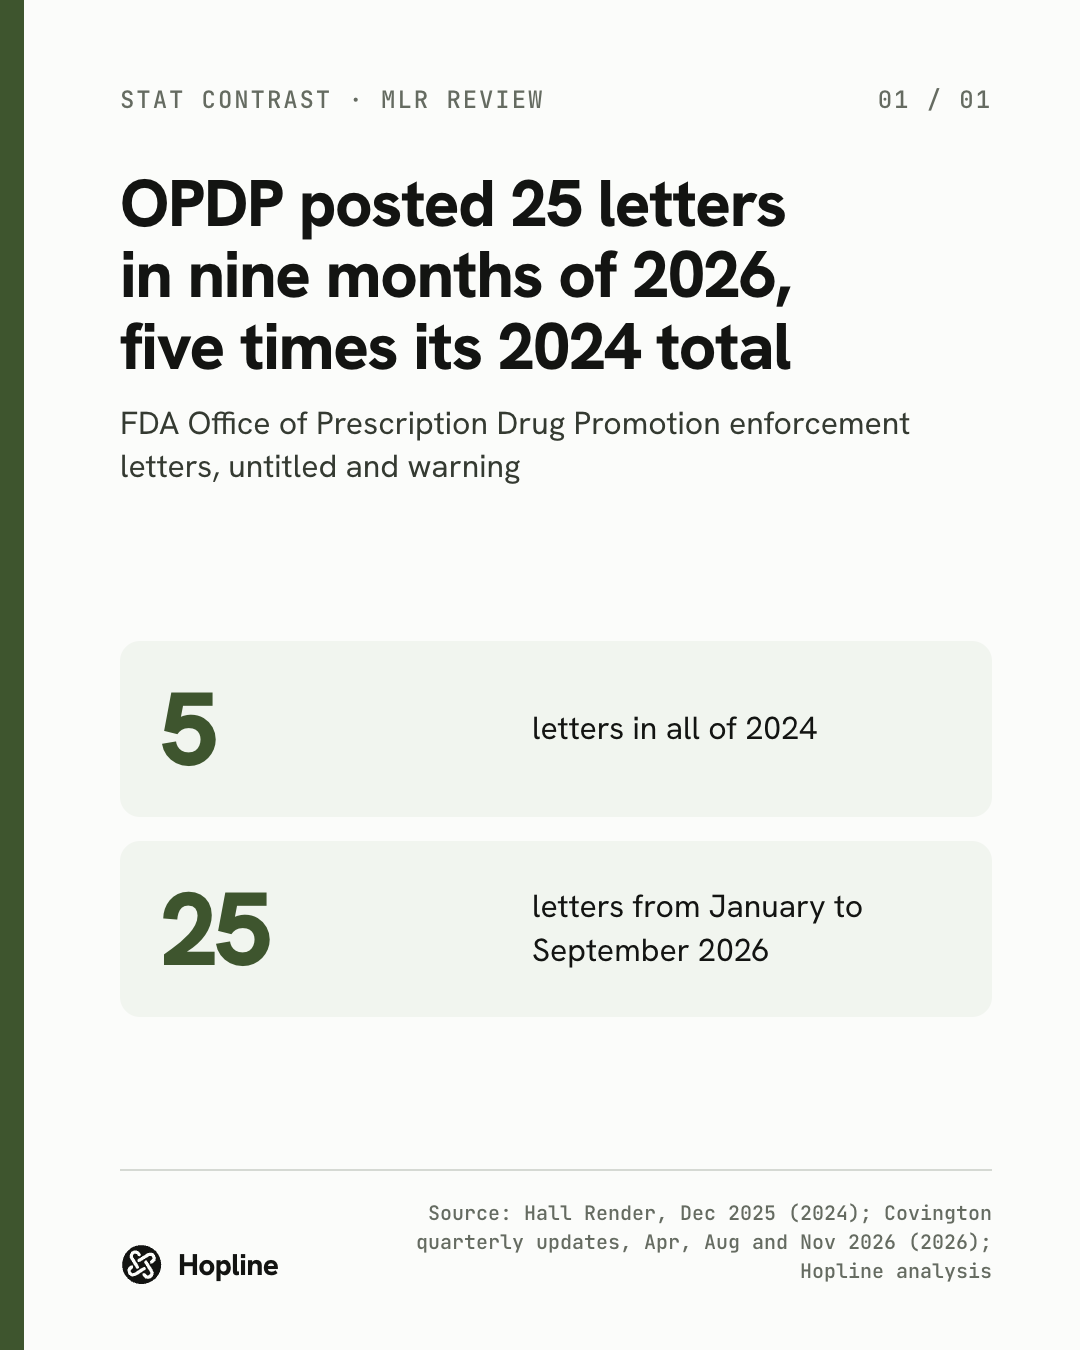 STAT CONTRAST · MLR REVIEW
01 / 01
OPDP posted 25 letters
in nine months of 2026,
five times its 2024 total
FDA Office of Prescription Drug Promotion enforcement
letters, untitled and warning
5
letters in all of 2024
25
letters from January to
September 2026
Source: Hall Render, Dec 2025 (2024); Covington
quarterly updates, Apr, Aug and Nov 2026 (2026);
Hopline analysis
Hopline